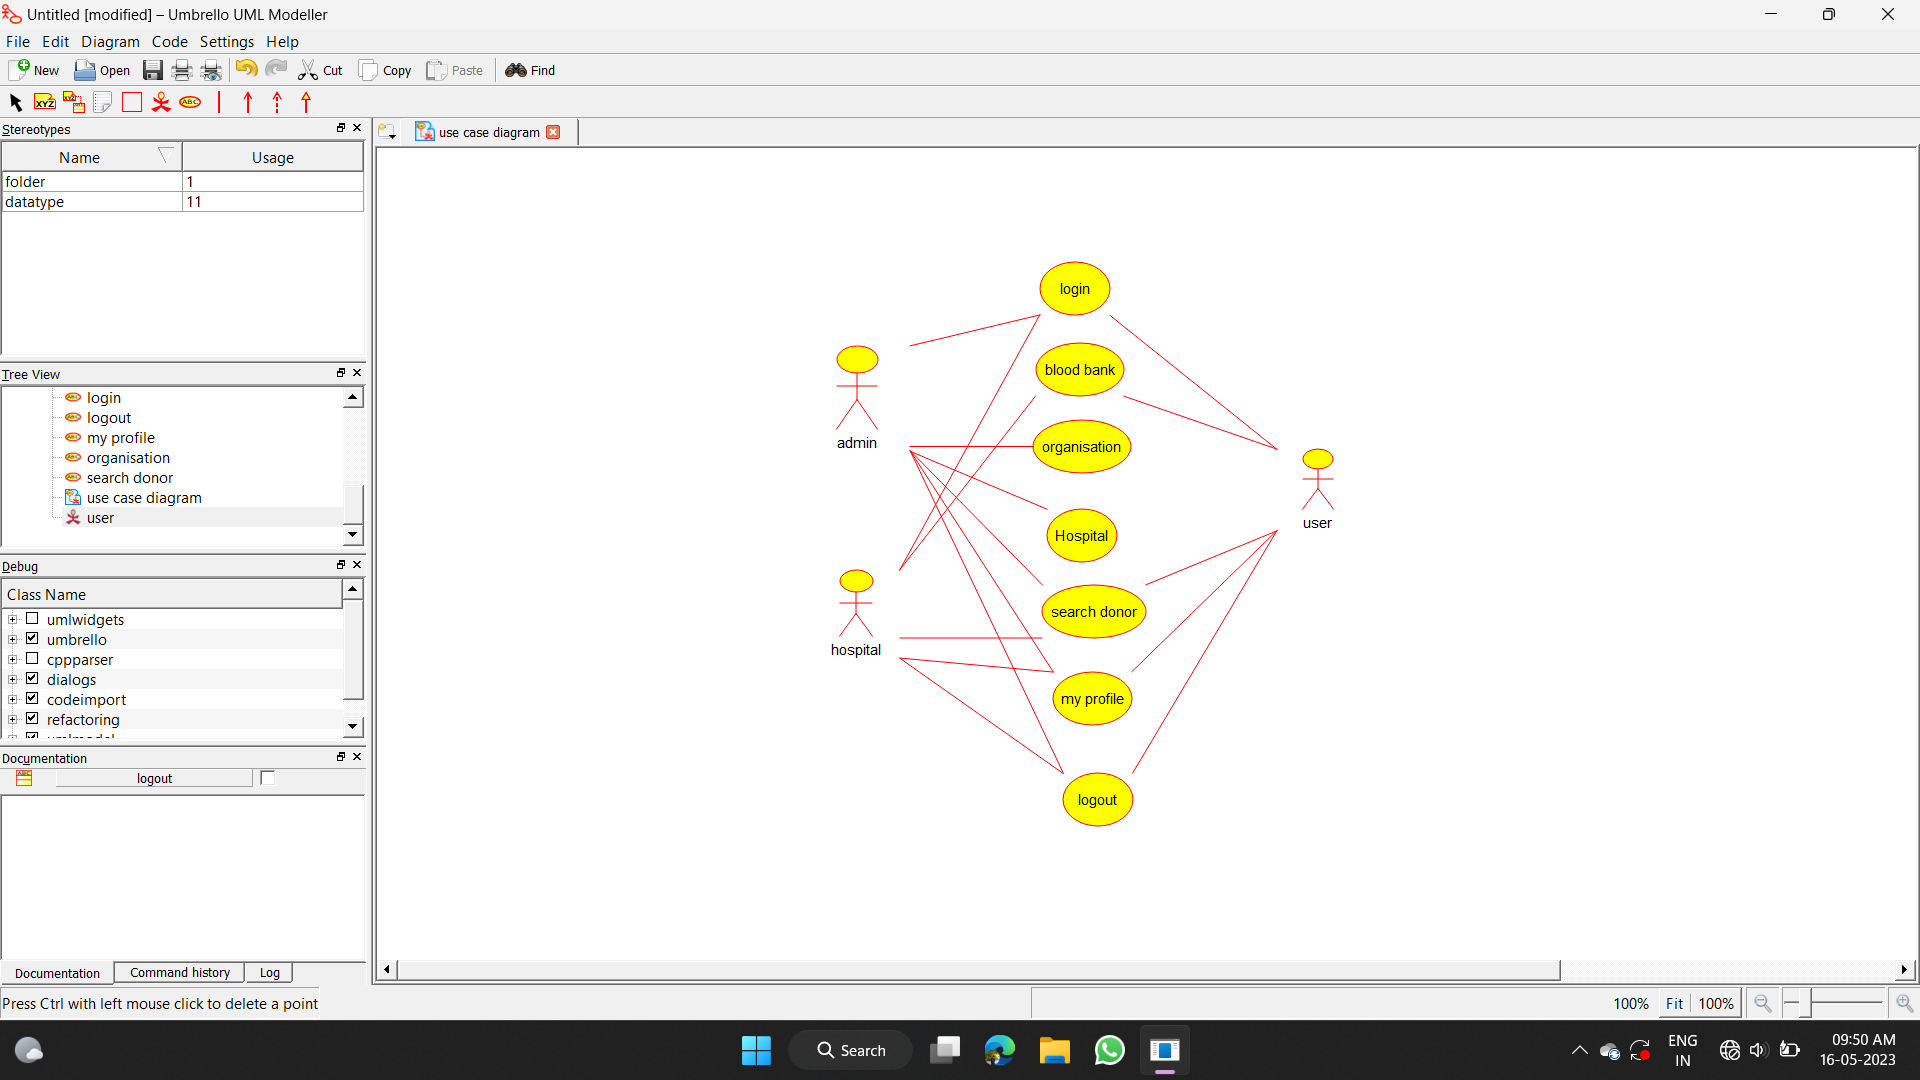 Untitled [modified] – Umbrello UML Modeller
File Edit Diagram Code Settings Help
New Open Cut Copy Paste Find
XYZ XYZ ABC
Stereotypes
use case diagram
Name Usage
folder 1
datatype 11
login
blood bank
organisation
Hospital
search donor
my profile
logout
admin
hospital
user
Tree View
login
logout
my profile
organisation
search donor
use case diagram
user
Debug
Class Name
umlwidgets
umbrello
cppparser
dialogs
codeimport
refactoring
Documentation
logout
Documentation Command history Log
Press Ctrl with left mouse click to delete a point
100% Fit 100%
Search
ENG
IN
09:50 AM
16-05-2023